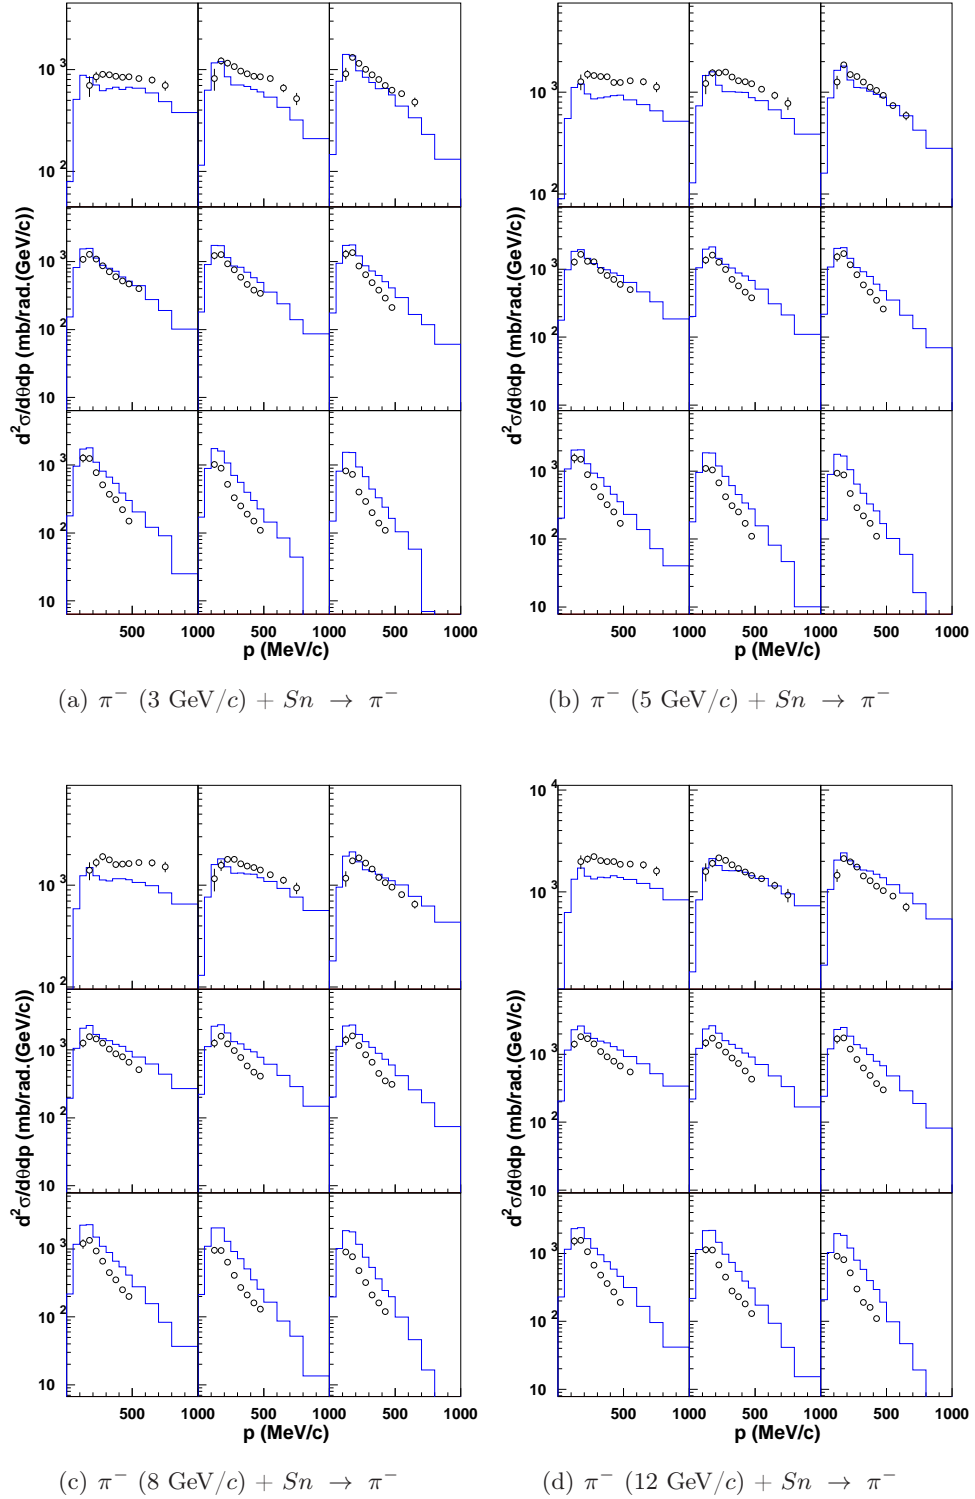 10³
10²
10³
10²
10
10³
10²
10
d²σ/dθdp (mb/rad.(GeV/c))
500 1000 500 1000 500 1000
p (MeV/c)
(a) π⁻ (3 GeV/c) + Sn → π⁻
10³
10²
10³
10²
10
10³
10²
10
d²σ/dθdp (mb/rad.(GeV/c))
500 1000 500 1000 500 1000
p (MeV/c)
(b) π⁻ (5 GeV/c) + Sn → π⁻
10³
10²
10³
10²
10
10³
10²
10
d²σ/dθdp (mb/rad.(GeV/c))
500 1000 500 1000 500 1000
p (MeV/c)
(c) π⁻ (8 GeV/c) + Sn → π⁻
10⁴
10³
10³
10²
10
10³
10²
10
d²σ/dθdp (mb/rad.(GeV/c))
500 1000 500 1000 500 1000
p (MeV/c)
(d) π⁻ (12 GeV/c) + Sn → π⁻